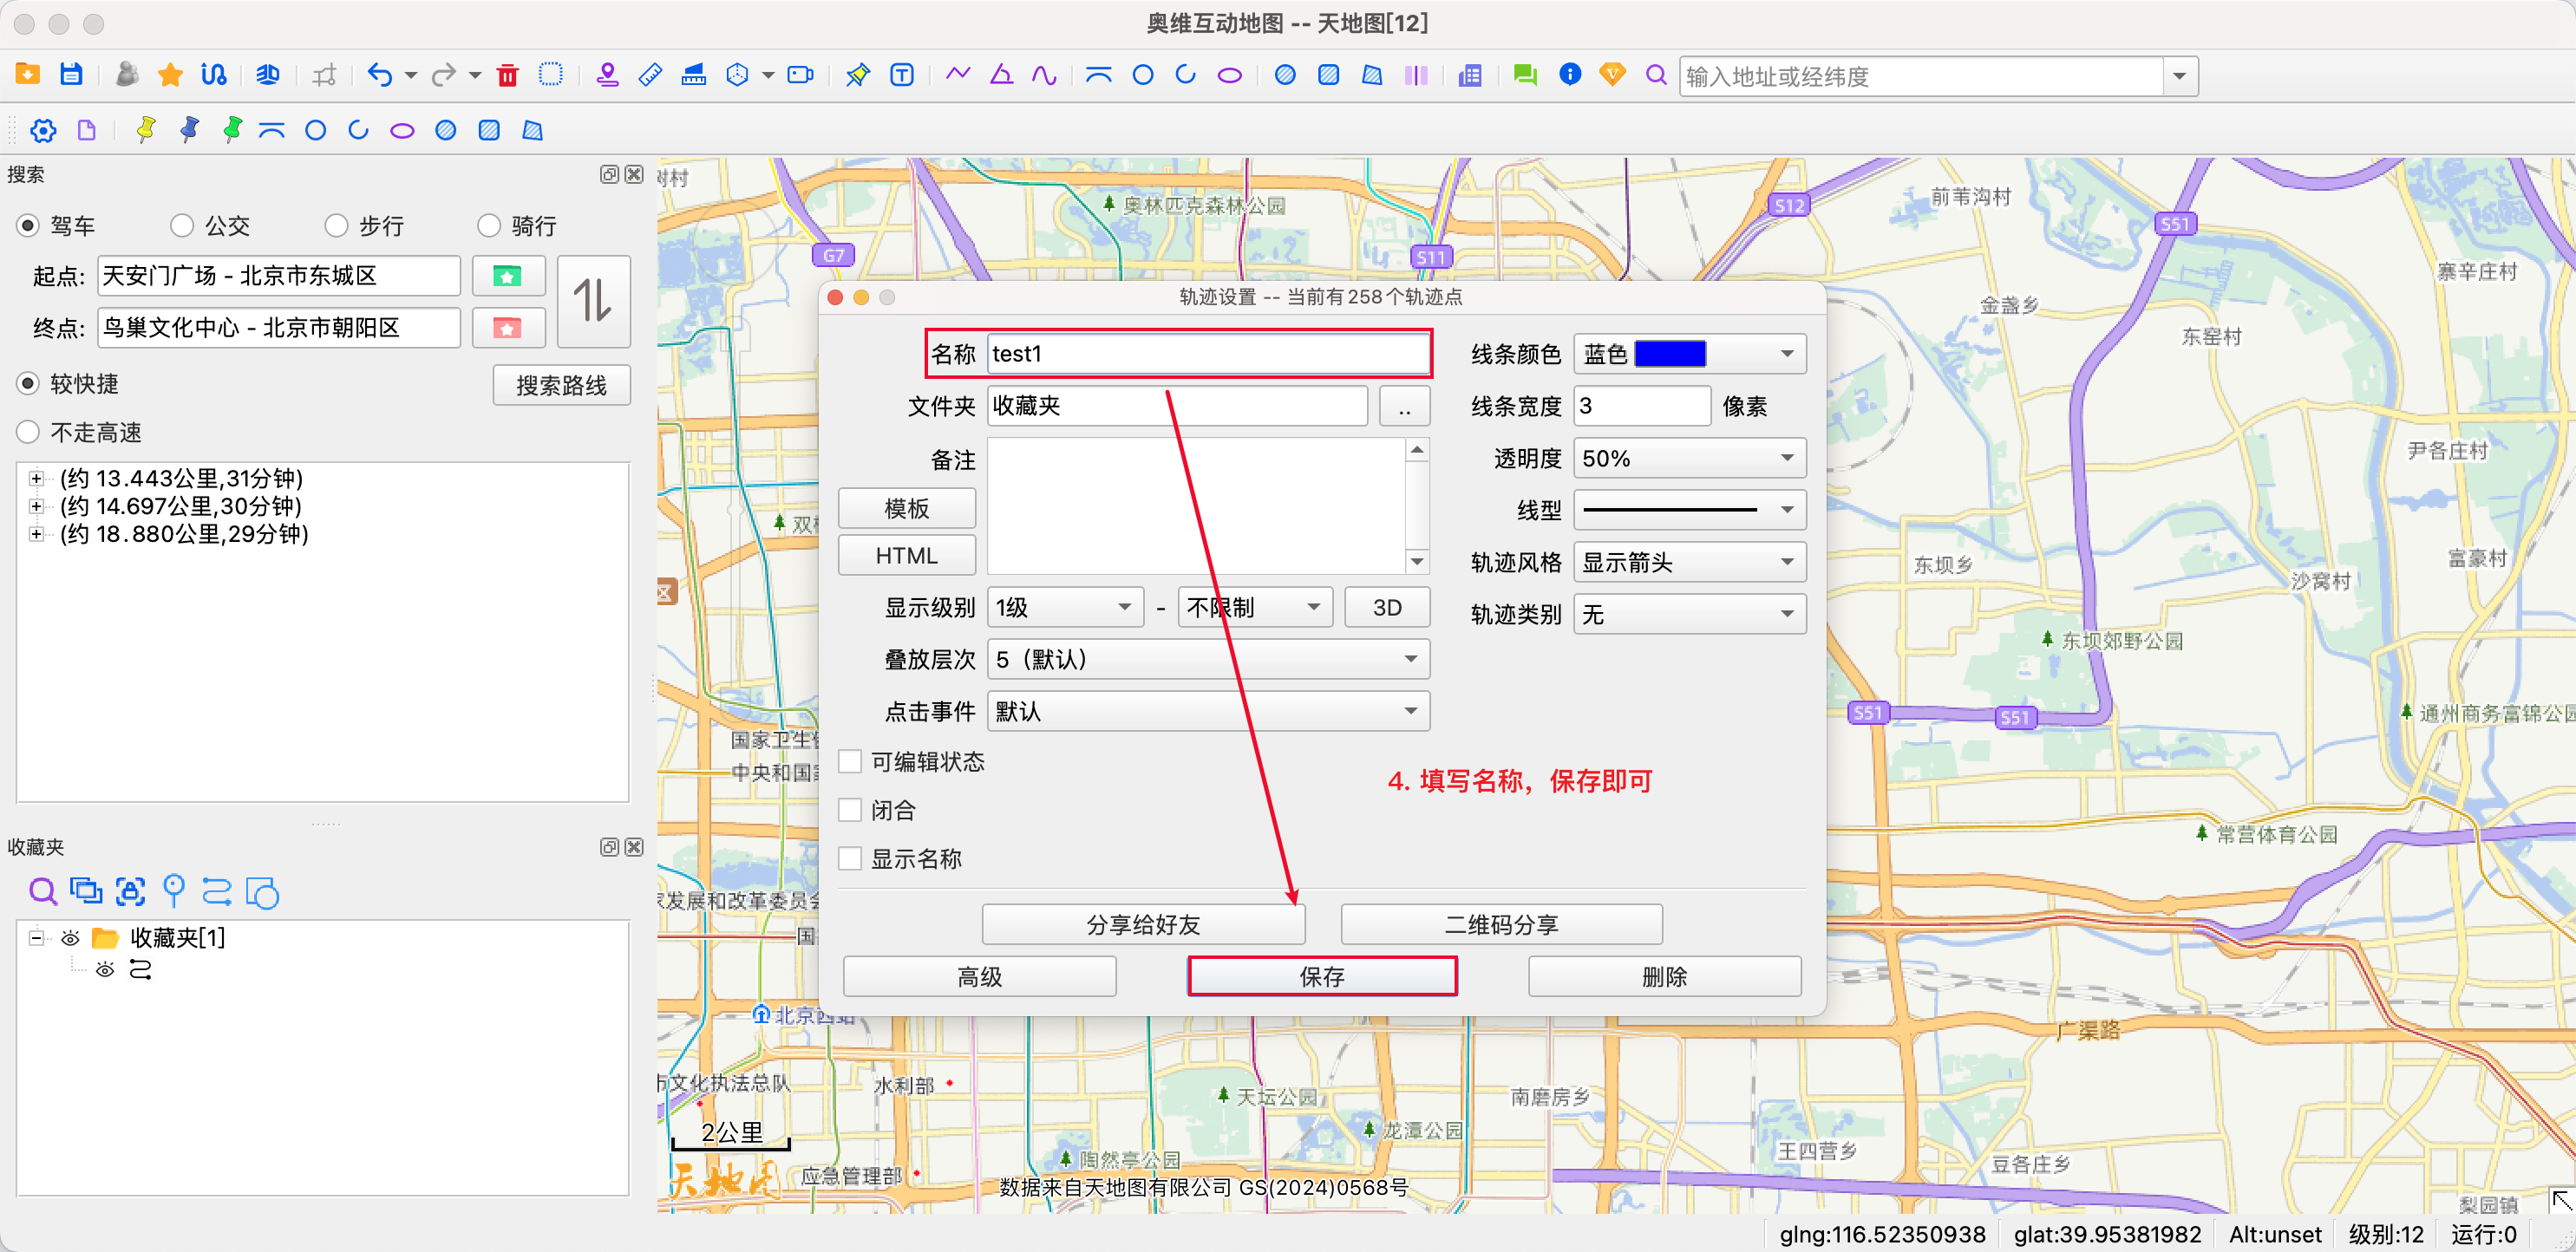 奥维互动地图 -- 天地图[12]
输入地址或经纬度
搜索
驾车
公交
步行
骑行
起点:
天安门广场 - 北京市东城区
终点:
鸟巢文化中心 - 北京市朝阳区
较快捷
搜索路线
不走高速
(约 13.443公里,31分钟)
(约 14.697公里,30分钟)
(约 18.880公里,29分钟)
收藏夹
收藏夹[1]
轨迹设置 -- 当前有258个轨迹点
名称
test1
线条颜色
蓝色
文件夹
收藏夹
..
线条宽度
3
像素
备注
透明度
50%
模板
线型
HTML
轨迹风格
显示箭头
显示级别
1级
-
不限制
3D
轨迹类别
无
叠放层次
5（默认）
点击事件
默认
可编辑状态
4. 填写名称，保存即可
闭合
显示名称
分享给好友
二维码分享
高级
保存
删除
树村
奥林匹克森林公园
G7
S11
S12
S51
前苇沟村
寨辛庄村
金盏乡
东窑村
尹各庄村
东坝乡
沙窝村
富豪村
东坝郊野公园
S51
S51
通州商务富锦公园
常营体育公园
国家卫生
中央和国
家发展和改革委员会
国
北京西站
广渠路
市文化执法总队
水利部
天坛公园
南磨房乡
龙潭公园
2公里
陶然亭公园
王四营乡
豆各庄乡
天地图
应急管理部
梨园镇
数据来自天地图有限公司 GS(2024)0568号
glng:116.52350938
glat:39.95381982
Alt:unset
级别:12
运行:0